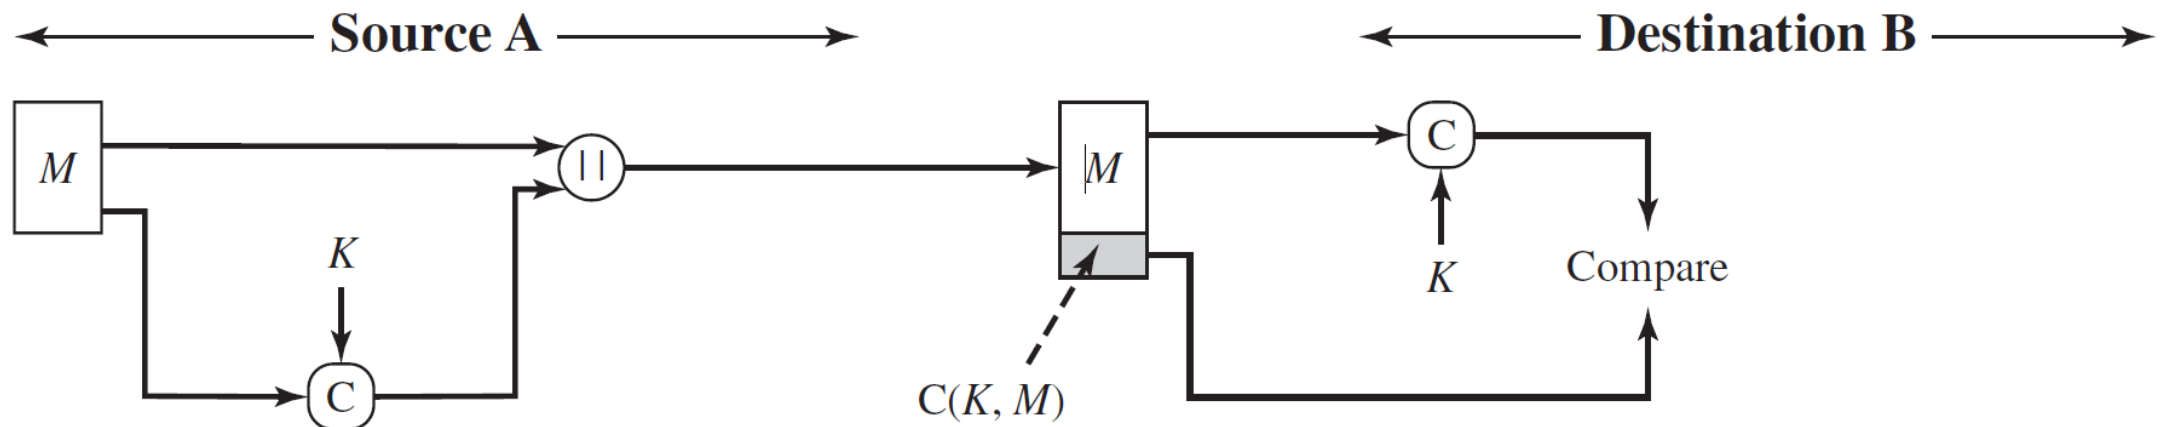 Source A
Destination B
M
||
M
C
K
K
Compare
C
C(K, M)